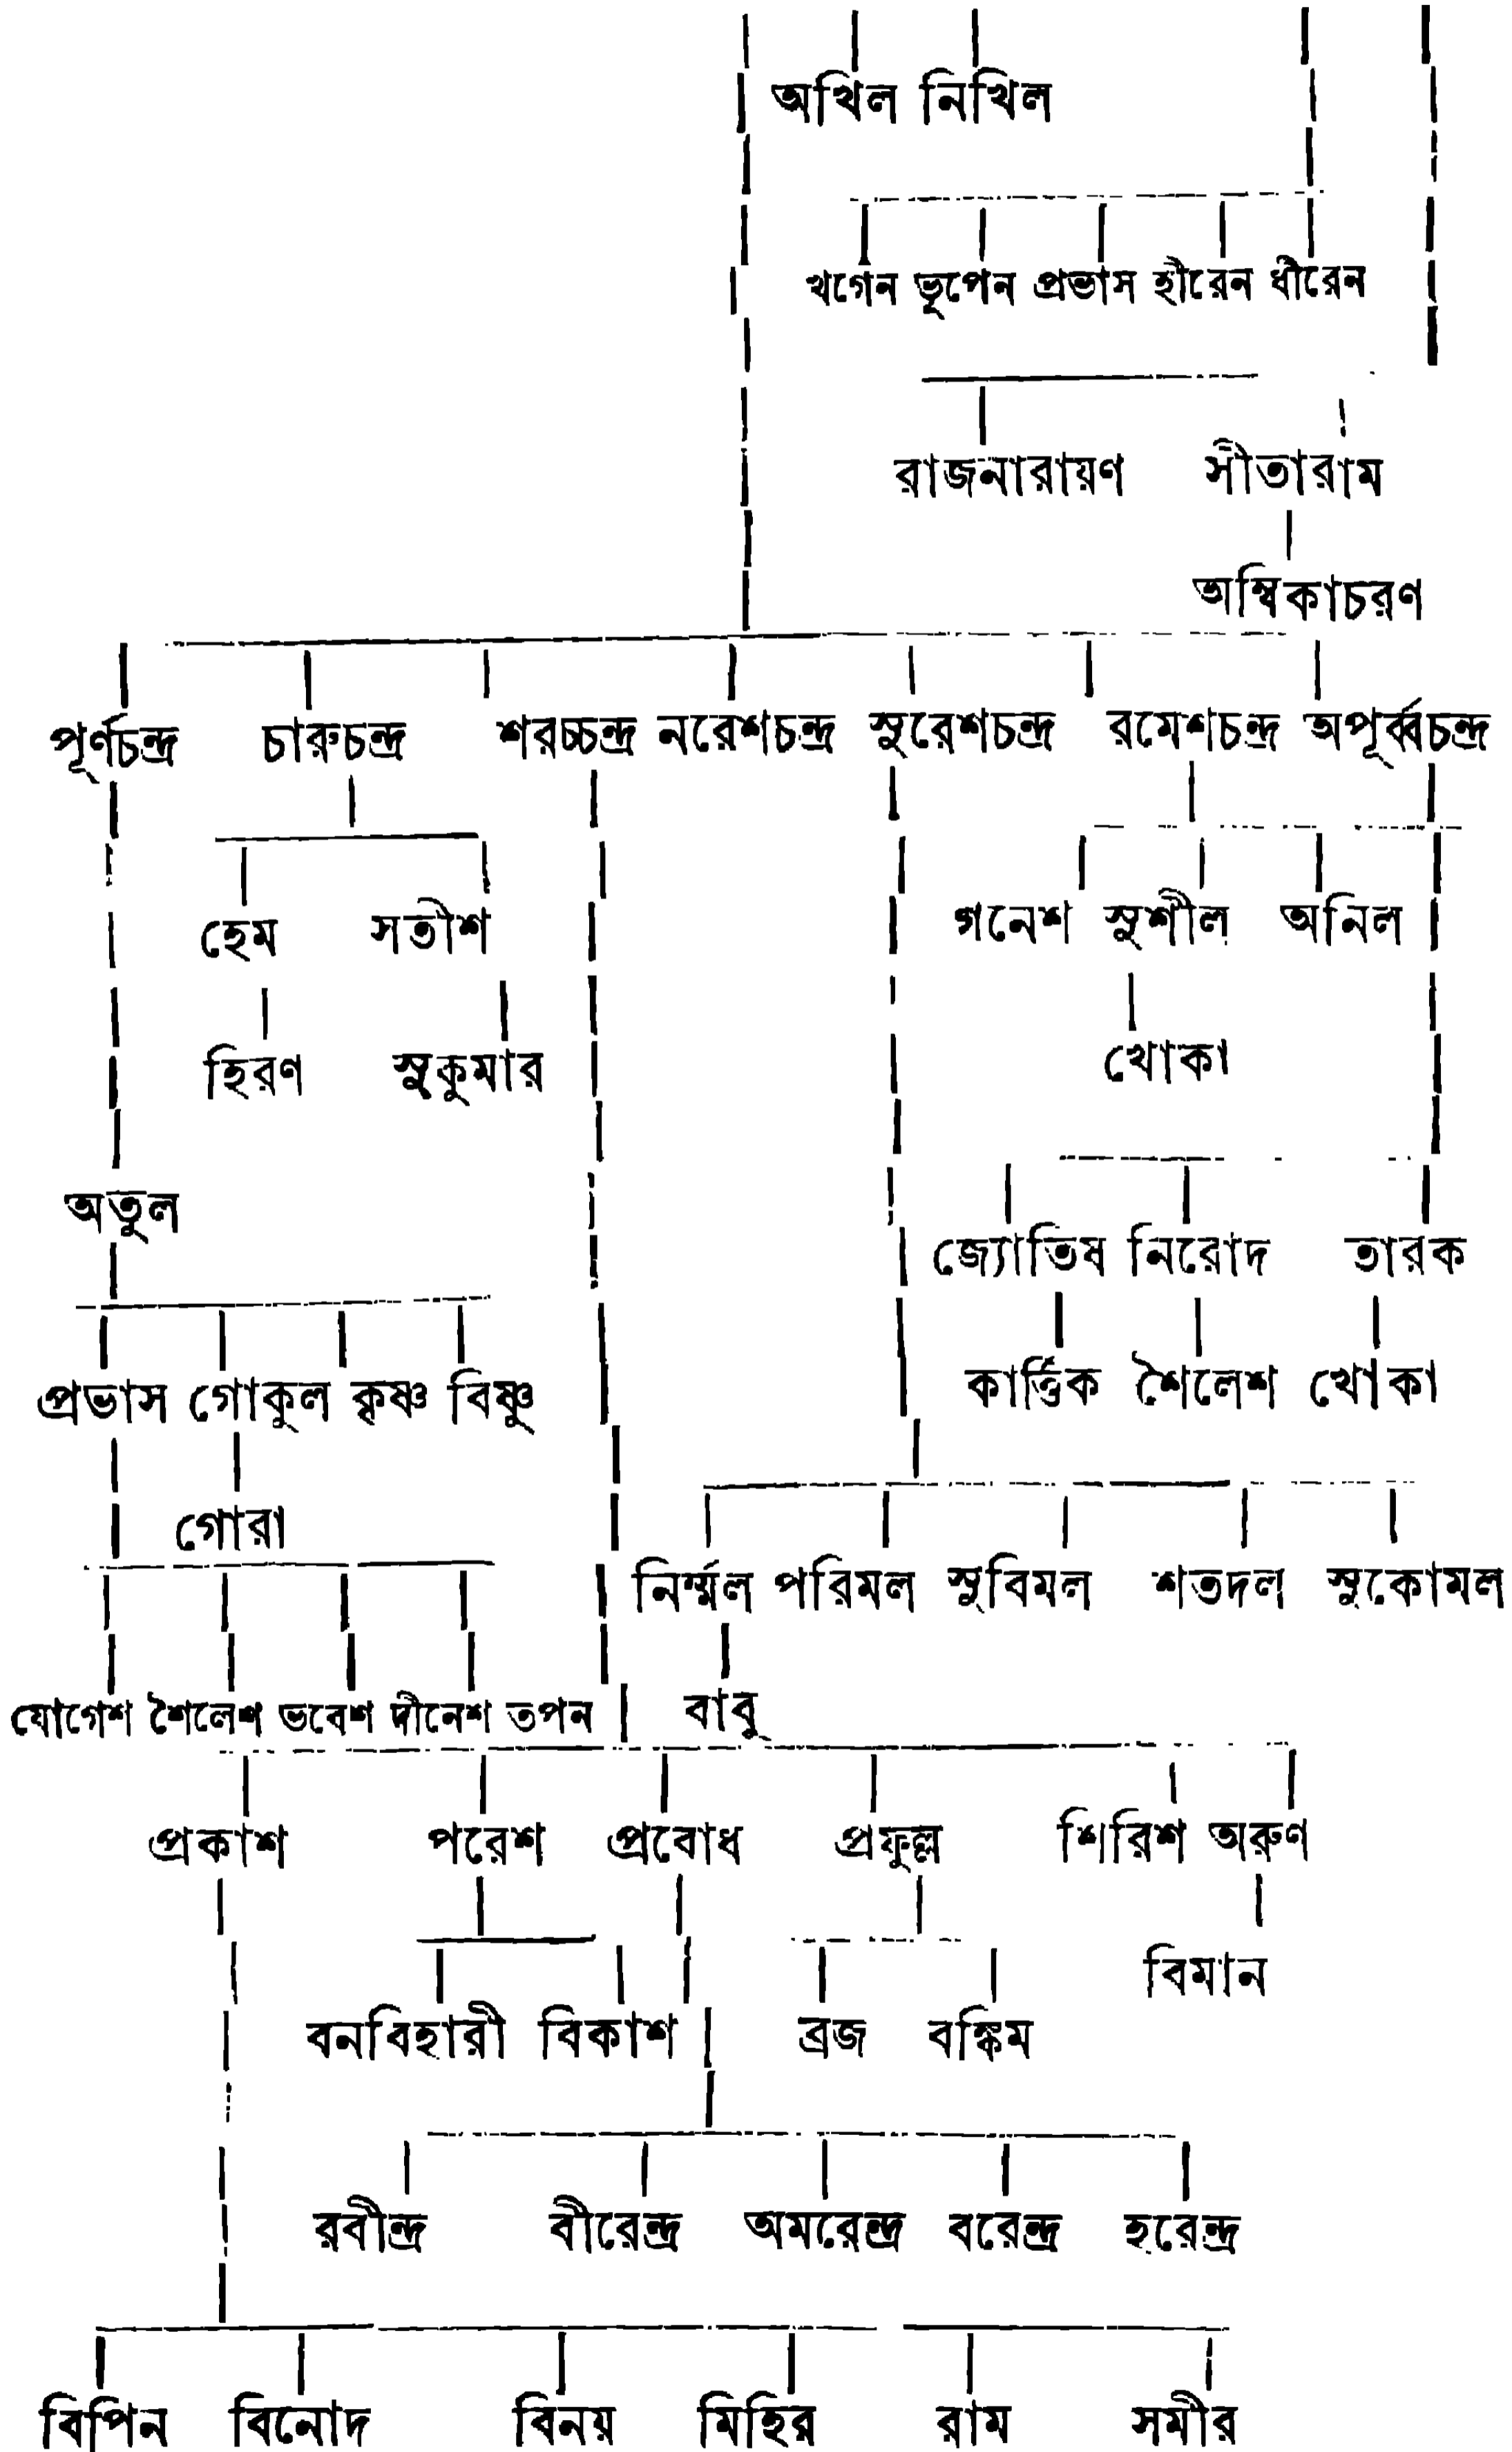 অখিল নিখিল
খগেন ভূপেন প্রভাস হীরেন ধীরেন
রাজনারায়ণ সীতারাম
অম্বিকাচরণ
পূর্ণচন্দ্র চারুচন্দ্র শরচ্চন্দ্র নরেশচন্দ্র সুরেশচন্দ্র রমেশচন্দ্র অপূর্ব্বচন্দ্র
হেম সতীশ গনেশ সুশীল অনিল
হিরণ সুকুমার খোকা
অতুল
জ্যোতিষ নিরোদ তারক
প্রভাস গোকুল কৃষ্ণ বিষ্ণু কার্ত্তিক শৈলেশ খোকা
গোরা
নির্ম্মল পরিমল সুবিমল শতদল সুকোমল
যোগেশ শৈলেশ ভবেশ দীনেশ তপন বাবু
প্রকাশ পরেশ প্রবোধ প্রফুল্ল শিরিশ অরুণ
বিমান
বনবিহারী বিকাশ ব্রজ বঙ্কিম
রবীন্দ্র বীরেন্দ্র অমরেন্দ্র বরেন্দ্র হরেন্দ্র
বিপিন বিনোদ বিনয় মিহির রাম সমীর